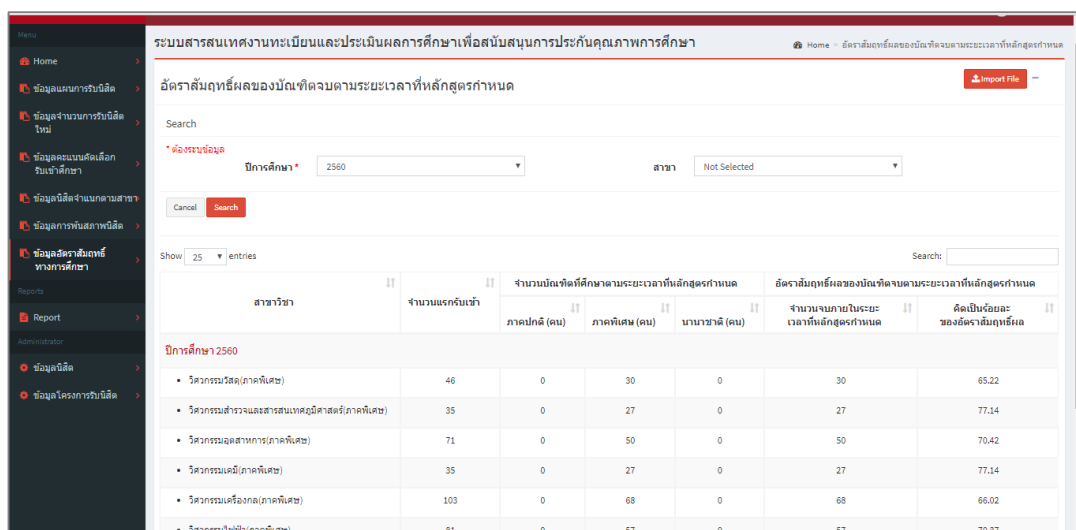 Menu
ระบบสารสนเทศงานทะเบียนและประเมินผลการศึกษาเพื่อสนับสนุนการประกันคุณภาพการศึกษา
Home > อัตราสัมฤทธิ์ผลของบัณฑิตจบตามระยะเวลาที่หลักสูตรกำหนด
Home
ข้อมูลแผนการรับนิสิต
ข้อมูลจำนวนการรับนิสิต
ใหม่
ข้อมูลคะแนนคัดเลือก
รับเข้าศึกษา
ข้อมูลนิสิตจำแนกตามสาขา
ข้อมูลการพ้นสภาพนิสิต
ข้อมูลอัตราสัมฤทธิ์
ทางการศึกษา
Reports
Report
Administrator
ข้อมูลนิสิต
ข้อมูลโครงการรับนิสิต
อัตราสัมฤทธิ์ผลของบัณฑิตจบตามระยะเวลาที่หลักสูตรกำหนด
Import File
Search
* ต้องระบุข้อมูล
ปีการศึกษา * 2560 สาขา Not Selected
Cancel Search
Show 25 entries Search:
สาขาวิชา จำนวนแรกรับเข้า จำนวนบัณฑิตที่ศึกษาตามระยะเวลาที่หลักสูตรกำหนด อัตราสัมฤทธิ์ผลของบัณฑิตจบตามระยะเวลาที่หลักสูตรกำหนด
ภาคปกติ (คน) ภาคพิเศษ (คน) นานาชาติ (คน) จำนวนจบภายในระยะ
เวลาที่หลักสูตรกำหนด คิดเป็นร้อยละ
ของอัตราสัมฤทธิ์ผล
ปีการศึกษา 2560
• วิศวกรรมวัสดุ(ภาคพิเศษ) 46 0 30 0 30 65.22
• วิศวกรรมสำรวจและสารสนเทศภูมิศาสตร์(ภาคพิเศษ) 35 0 27 0 27 77.14
• วิศวกรรมอุตสาหการ(ภาคพิเศษ) 71 0 50 0 50 70.42
• วิศวกรรมเคมี(ภาคพิเศษ) 35 0 27 0 27 77.14
• วิศวกรรมเครื่องกล(ภาคพิเศษ) 103 0 68 0 68 66.02
• วิศวกรรมไฟฟ้า(ภาคพิเศษ) 81 0 57 0 57 70.37